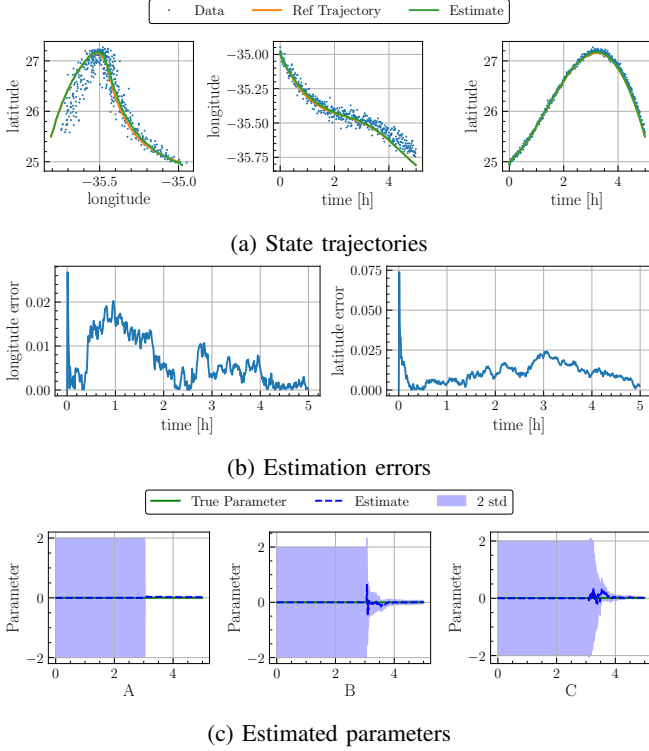 Data Ref Trajectory Estimate
27
26
25
latitude
−35.5 −35.0
longitude
−35.00
−35.25
−35.50
−35.75
longitude
0 2 4
time [h]
27
26
25
latitude
0 2 4
time [h]
(a) State trajectories
0.02
0.01
0.00
longitude error
0 1 2 3 4 5
time [h]
0.075
0.050
0.025
0.000
latitude error
0 1 2 3 4 5
time [h]
(b) Estimation errors
True Parameter Estimate 2 std
2
0
−2
Parameter
0 2 4
A
2
0
−2
Parameter
0 2 4
B
2
0
−2
Parameter
0 2 4
C
(c) Estimated parameters